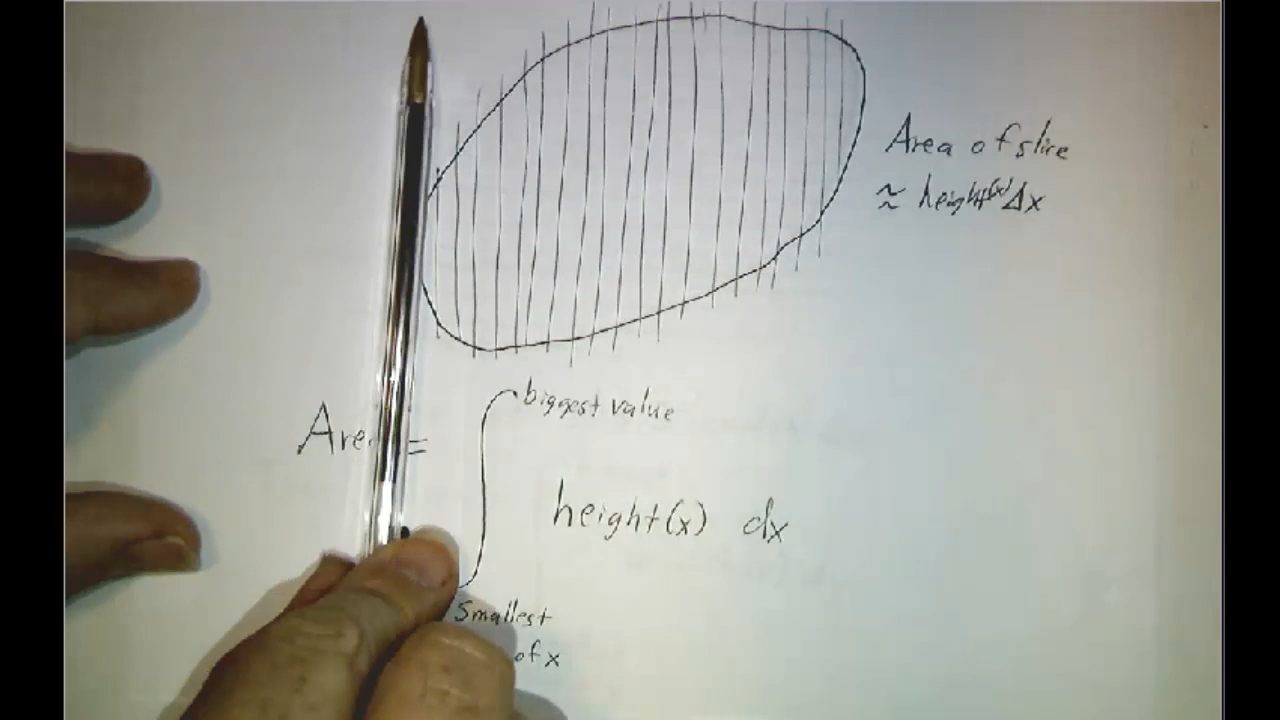 Area of slice
≈ height(x) Δx
biggest value
Are =
height(x) dx
Smallest
of x